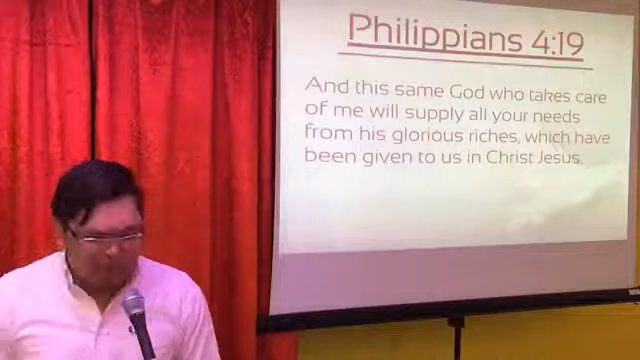 Philippians 4:19
And this same God who takes care
of me will supply all your needs
from his glorious riches, which have
been given to us in Christ Jesus.